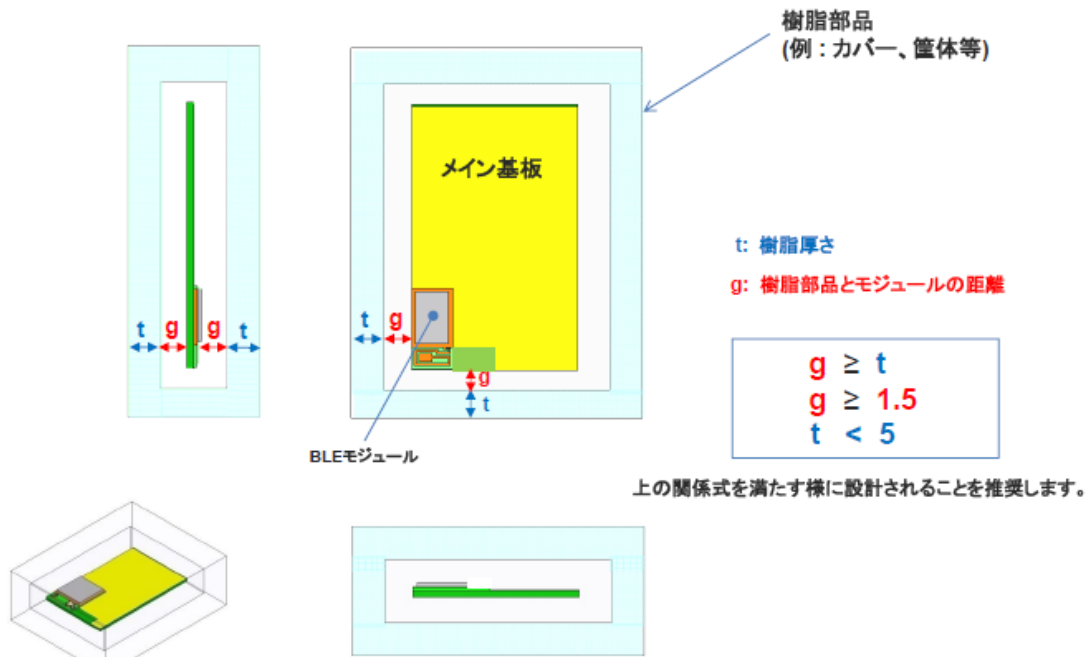 樹脂部品
(例：カバー、筐体等)
メイン基板
t: 樹脂厚さ
g: 樹脂部品とモジュールの距離
t g g t
t g
g
t
g ≥ t
g ≥ 1.5
t < 5
BLEモジュール
上の関係式を満たす様に設計されることを推奨します。